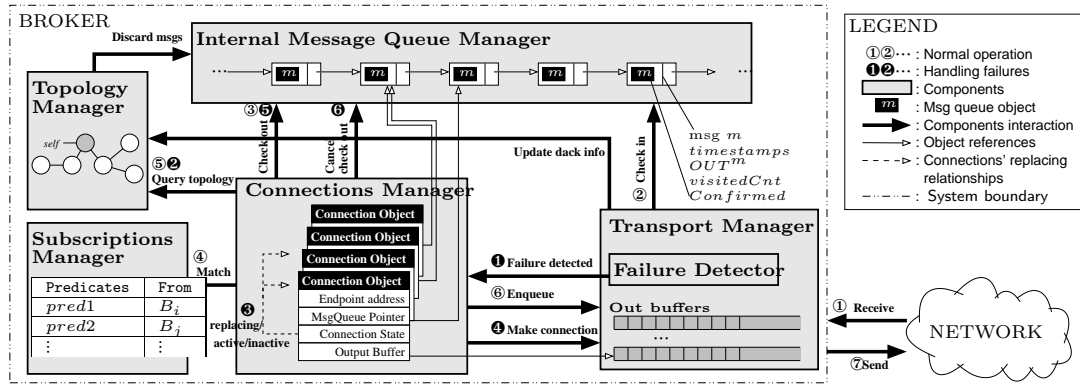 BROKER
Discard msgs
Internal Message Queue Manager
... m m m m m ...
Topology
Manager
self
③❺
Check out
❻
Cancel
check out
Update dack info
②
Check in
msg m
timestamps
OUT^m
visitedCnt
Confirmed
⑤❷
Query topology
Connections Manager
Connection Object
Connection Object
Connection Object
Connection Object
Endpoint address
MsgQueue Pointer
Connection State
Output Buffer
❸
replacing/
active/inactive
Subscriptions
Manager
④
Match
Predicates From
pred1 B_i
pred2 B_j
⋮ ⋮
Transport Manager
Failure Detector
❶ Failure detected
⑥ Enqueue
❹ Make connection
Out buffers
...
① Receive
NETWORK
⑦Send
LEGEND
①②··· : Normal operation
❶❷··· : Handling failures
: Components
m : Msg queue object
: Components interaction
: Object references
: Connections' replacing
relationships
: System boundary